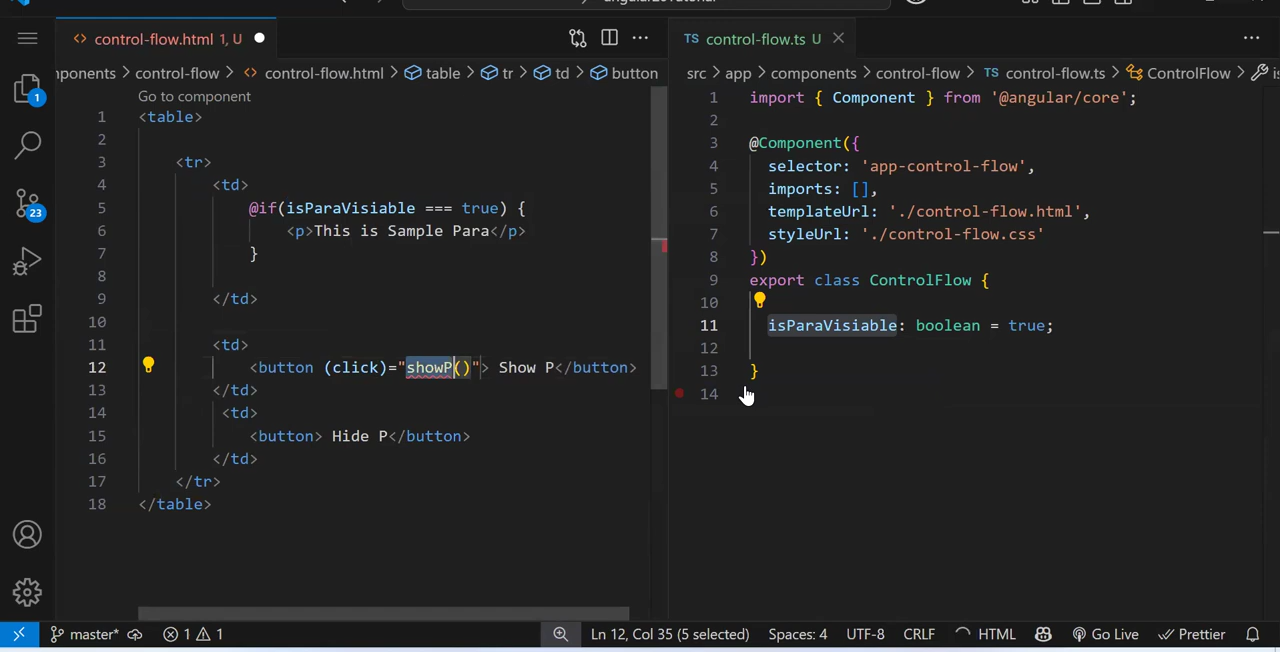 control-flow.html 1, U
TS control-flow.ts U
components > control-flow > control-flow.html > table > tr > td > button
src > app > components > control-flow > TS control-flow.ts > ControlFlow >
Go to component
1 <table>
2
3 <tr>
4 <td>
5 @if(isParaVisiable === true) {
6 <p>This is Sample Para</p>
7 }
8
9 </td>
10
11 <td>
12 <button (click)="showP()"> Show P</button>
13 </td>
14 <td>
15 <button> Hide P</button>
16 </td>
17 </tr>
18 </table>
1 import { Component } from '@angular/core';
2
3 @Component({
4 selector: 'app-control-flow',
5 imports: [],
6 templateUrl: './control-flow.html',
7 styleUrl: './control-flow.css'
8 })
9 export class ControlFlow {
10
11 isParaVisiable: boolean = true;
12
13 }
14
1
23
master* 1 1 Ln 12, Col 35 (5 selected) Spaces: 4 UTF-8 CRLF HTML Go Live Prettier